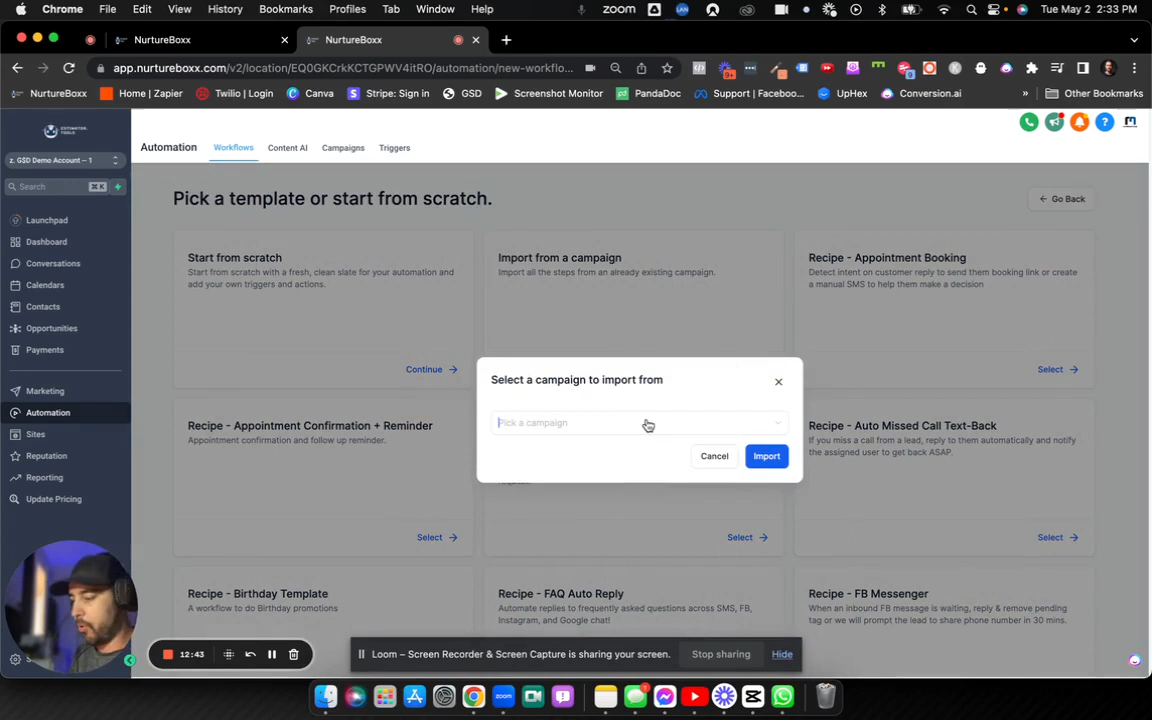 Chrome File Edit View History Bookmarks Profiles Tab Window Help
zoom
Tue May 2 2:33 PM
NurtureBoxx
NurtureBoxx
app.nurtureboxx.com/v2/location/EQ0GKCrkKCTGPWV4itRO/automation/new-workflo...
9+
NurtureBoxx Home | Zapier Twilio | Login Canva Stripe: Sign in GSD Screenshot Monitor PandaDoc Support | Faceboo... UpHex Conversion.ai » Other Bookmarks
ESTIMATOR TOOLS
z. G$D Demo Account -- 1
Search ⌘K
Launchpad
Dashboard
Conversations
Calendars
Contacts
Opportunities
Payments
Marketing
Automation
Sites
Reputation
Reporting
Update Pricing
Automation Workflows Content AI Campaigns Triggers
Pick a template or start from scratch.
Go Back
Start from scratch
Start from scratch with a fresh, clean slate for your automation and
add your own triggers and actions.
Continue
Import from a campaign
Import all the steps from an already existing campaign.
Recipe - Appointment Booking
Detect intent on customer reply to send them booking link or create
a manual SMS to help them make a decision
Select
Select a campaign to import from
Pick a campaign
Cancel Import
Recipe - Appointment Confirmation + Reminder
Appointment confirmation and follow up reminder.
Select
Select
Recipe - Auto Missed Call Text-Back
If you miss a call from a lead, reply to them automatically and notify
the assigned user to get back ASAP.
Select
Recipe - Birthday Template
A workflow to do Birthday promotions
Recipe - FAQ Auto Reply
Automate replies to frequently asked questions across SMS, FB,
Instagram, and Google chat!
Recipe - FB Messenger
When an inbound FB message is waiting, reply & remove pending
tag or we will prompt the lead to share phone number in 30 mins.
12:43
Loom – Screen Recorder & Screen Capture is sharing your screen. Stop sharing Hide
zoom